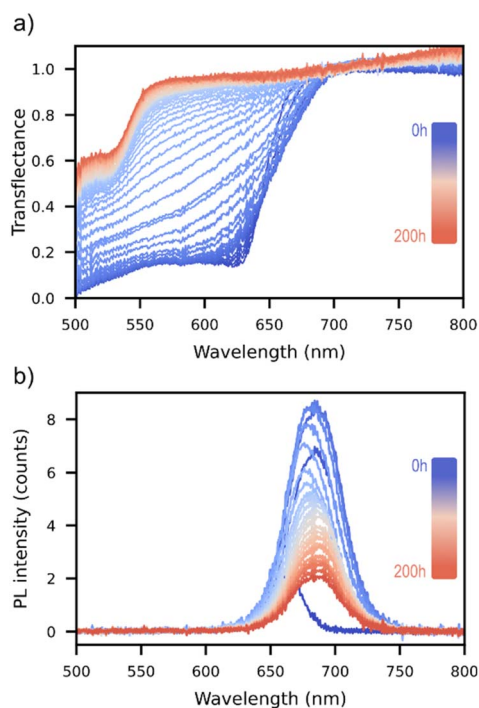 a)
1.0
0.8
0.6
0.4
0.2
0.0
Transflectance
0h
200h
500 550 600 650 700 750 800
Wavelength (nm)
b)
8
6
4
2
0
PL intensity (counts)
0h
200h
500 550 600 650 700 750 800
Wavelength (nm)